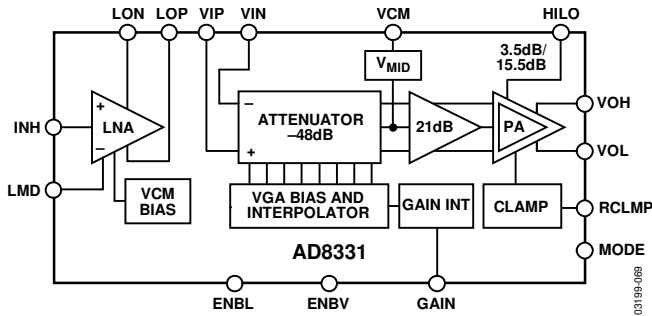 LON LOP VIP VIN VCM HILO
3.5dB/
15.5dB
VMID
+
LNA
–
INH
LMD
VCM
BIAS
–
ATTENUATOR
–48dB
+
21dB
PA
VOH
VOL
VGA BIAS AND
INTERPOLATOR
GAIN INT
CLAMP
RCLMP
AD8331
MODE
ENBL ENBV GAIN
03199-069